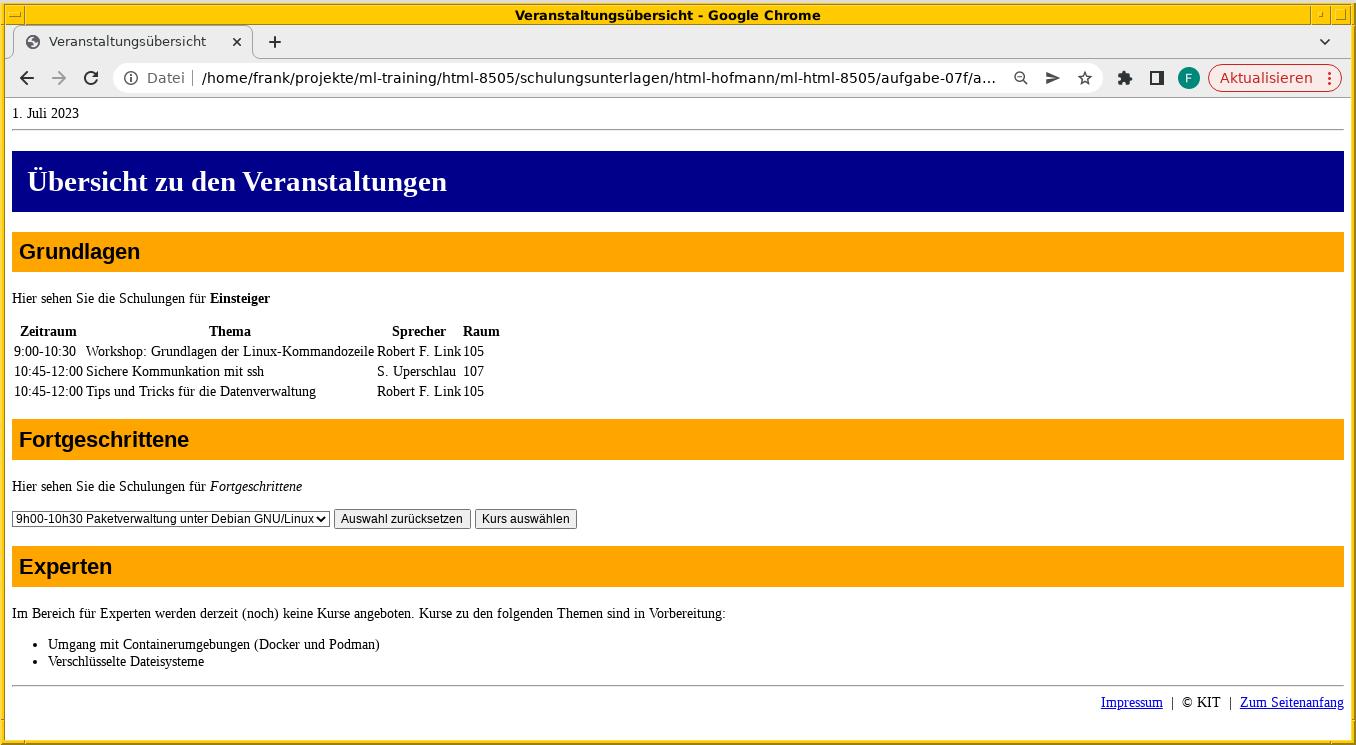 Veranstaltungsübersicht - Google Chrome
Veranstaltungsübersicht
Datei /home/frank/projekte/ml-training/html-8505/schulungsunterlagen/html-hofmann/ml-html-8505/aufgabe-07f/a... F Aktualisieren
1. Juli 2023
Übersicht zu den Veranstaltungen
Grundlagen
Hier sehen Sie die Schulungen für Einsteiger
Zeitraum Thema Sprecher Raum
9:00-10:30 Workshop: Grundlagen der Linux-Kommandozeile Robert F. Link 105
10:45-12:00 Sichere Kommunkation mit ssh S. Uperschlau 107
10:45-12:00 Tips und Tricks für die Datenverwaltung Robert F. Link 105
Fortgeschrittene
Hier sehen Sie die Schulungen für Fortgeschrittene
9h00-10h30 Paketverwaltung unter Debian GNU/Linux Auswahl zurücksetzen Kurs auswählen
Experten
Im Bereich für Experten werden derzeit (noch) keine Kurse angeboten. Kurse zu den folgenden Themen sind in Vorbereitung:
• Umgang mit Containerumgebungen (Docker und Podman)
• Verschlüsselte Dateisysteme
Impressum | © KIT | Zum Seitenanfang